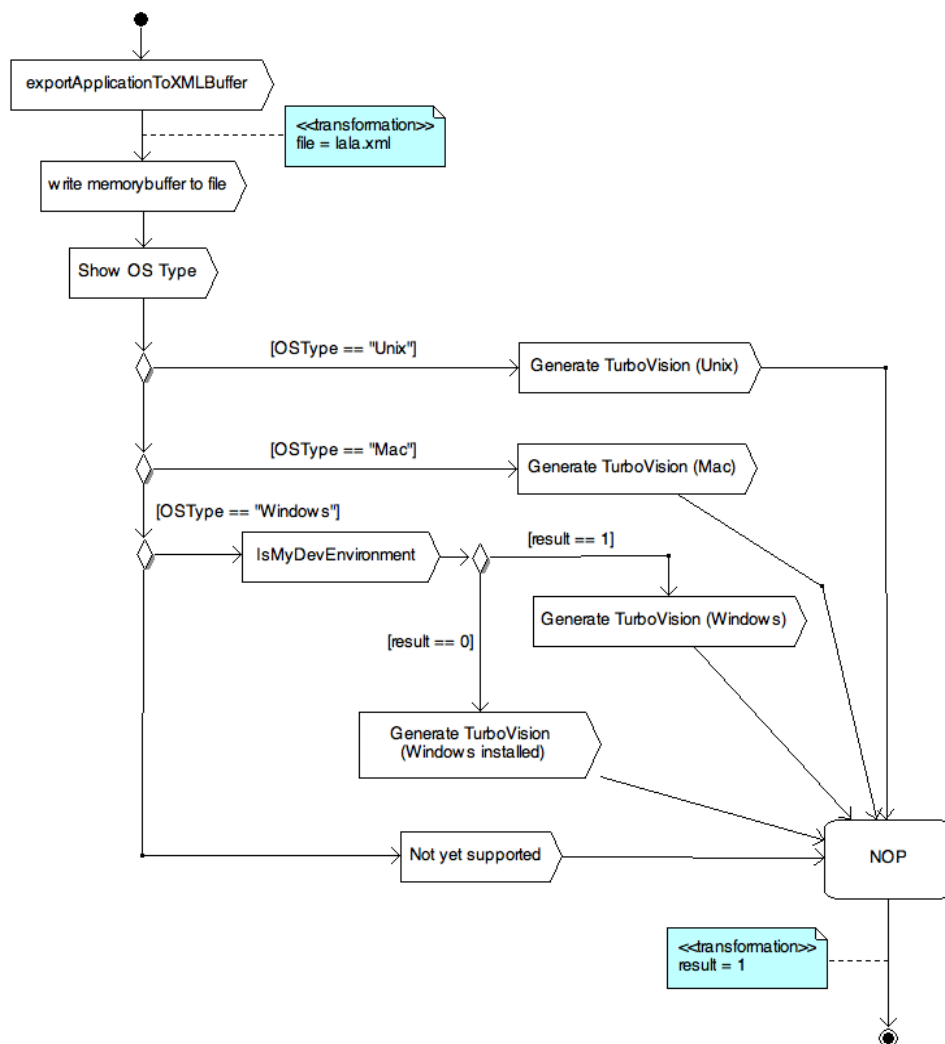 exportApplicationToXMLBuffer
<<transformation>>
file = lala.xml
write memorybuffer to file
Show OS Type
[OSType == "Unix"]
Generate TurboVision (Unix)
[OSType == "Mac"]
Generate TurboVision (Mac)
[OSType == "Windows"]
IsMyDevEnvironment
[result == 1]
Generate TurboVision (Windows)
[result == 0]
Generate TurboVision
(Windows installed)
Not yet supported
NOP
<<transformation>>
result = 1